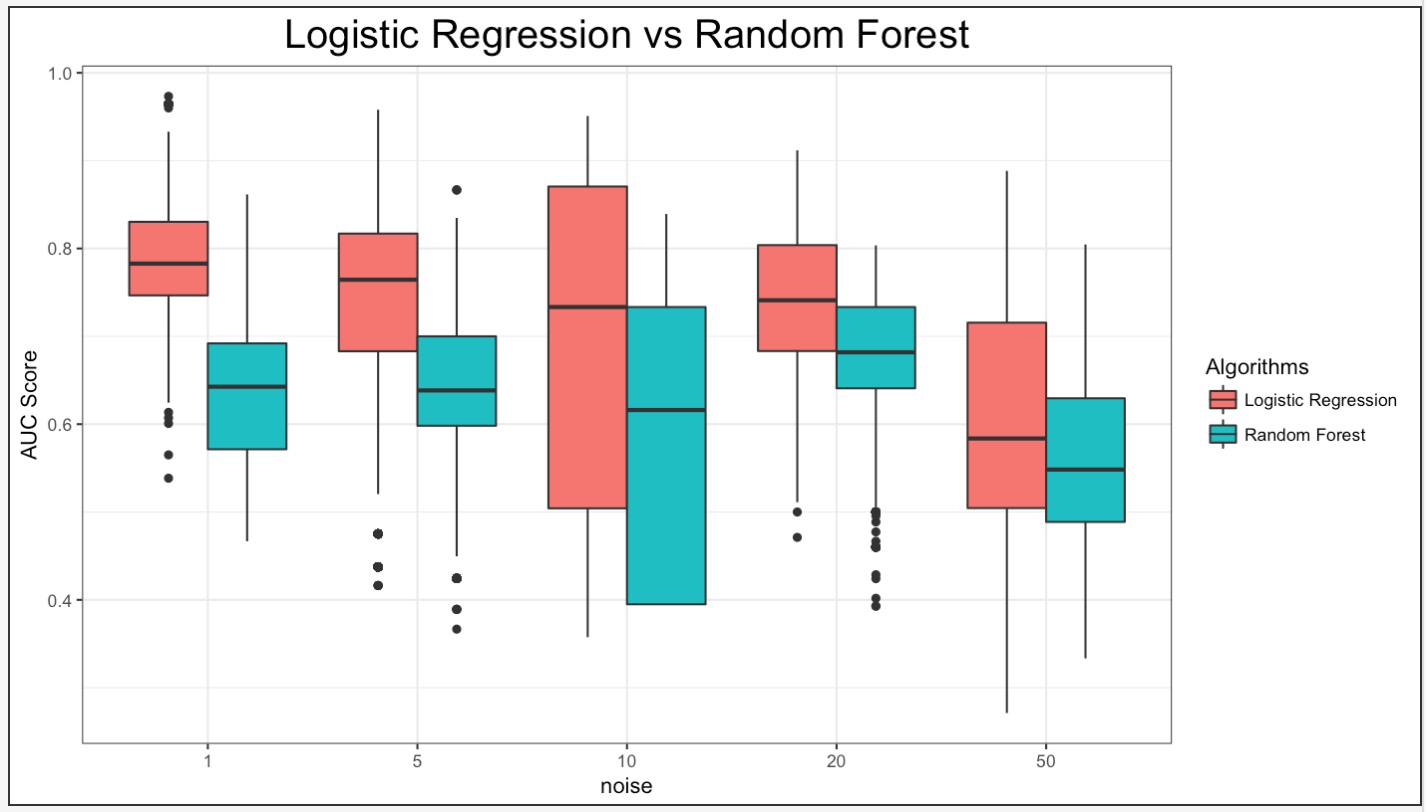 Logistic Regression vs Random Forest
1.0
0.8
0.6
0.4
AUC Score
1 5 10 20 50
noise
Algorithms
Logistic Regression
Random Forest